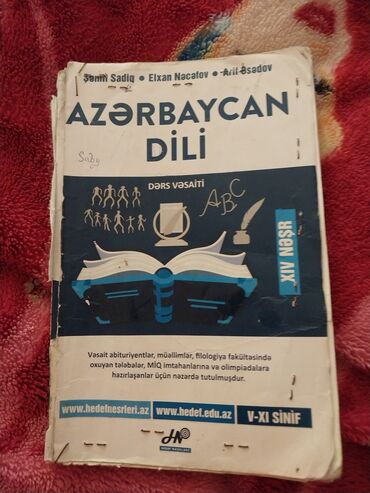 Sadiq • Elxan Nəcəfov • Arif Əsədov
AZƏRBAYCAN
DİLİ
DƏRS VƏSAİTİ
ABC
XIV NƏŞR
Vəsait abituriyentlər, müəllimlər, filologiya fakültəsində
oxuyan tələbələr, MİQ imtahanlarına və olimpiadalara
hazırlaşanlar üçün nəzərdə tutulmuşdur.
www.hedefnesrleri.az
www.hedef.edu.az
V-XI SİNİF
HN